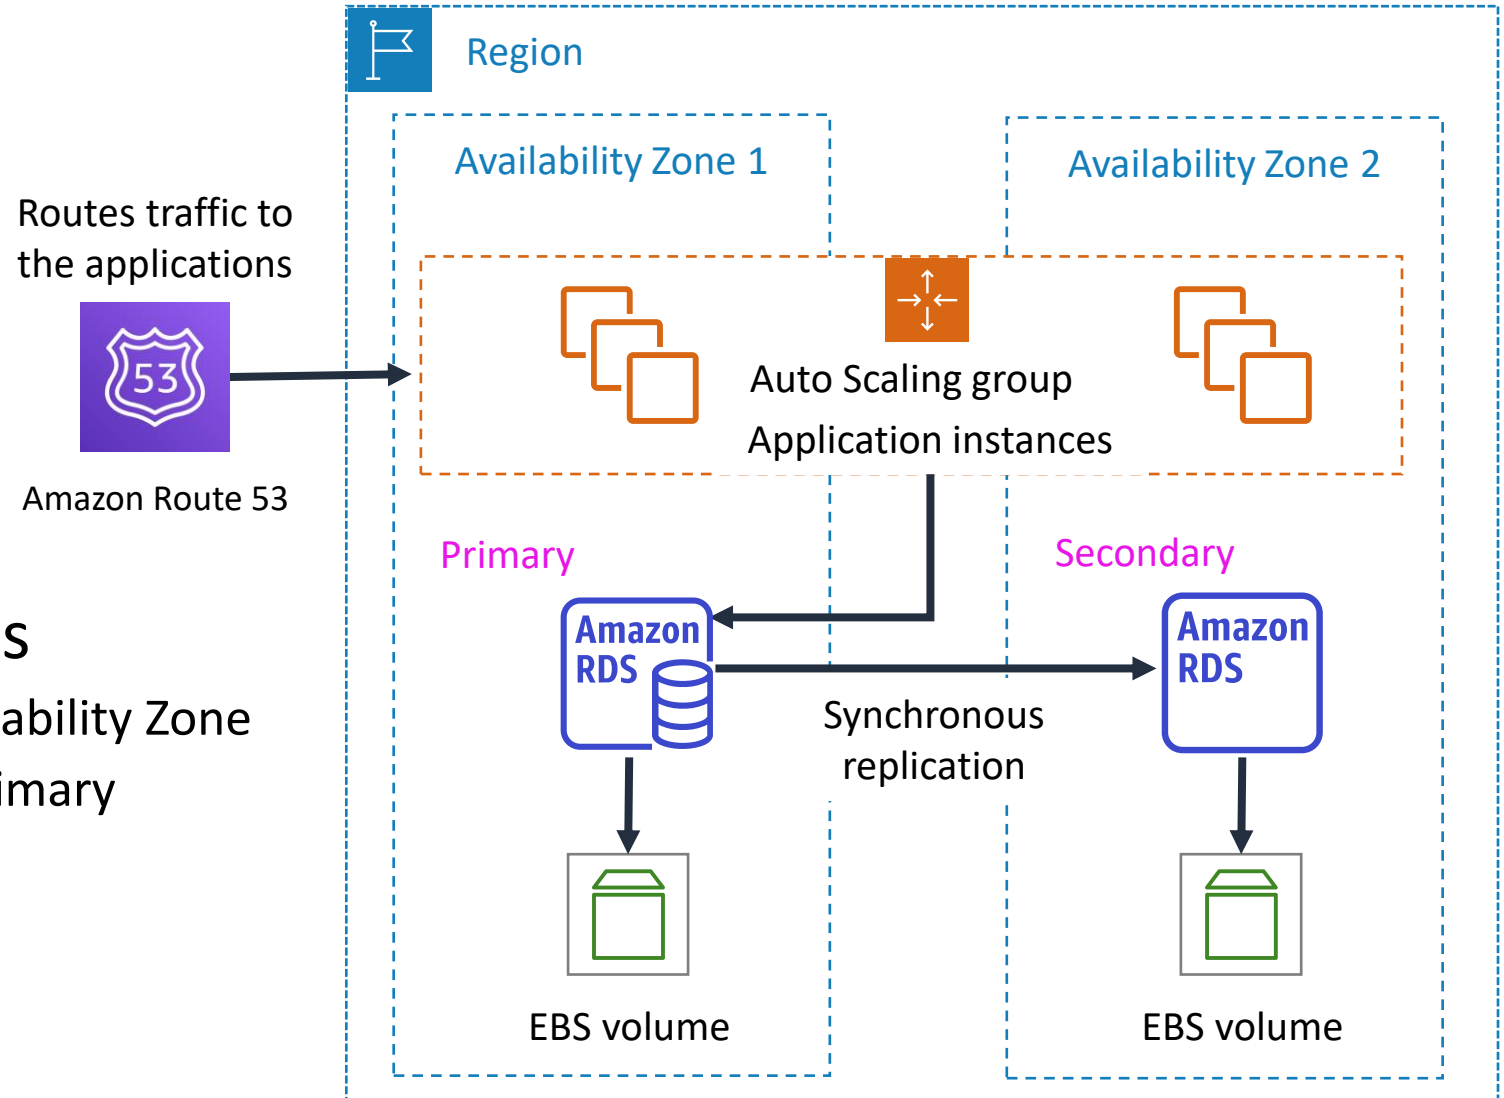 Region
Availability Zone 1
Availability Zone 2
Routes traffic to
the applications
53
Amazon Route 53
Auto Scaling group
Application instances
Primary
Secondary
Amazon
RDS
Amazon
RDS
Synchronous
replication
s
ability Zone
imary
EBS volume
EBS volume